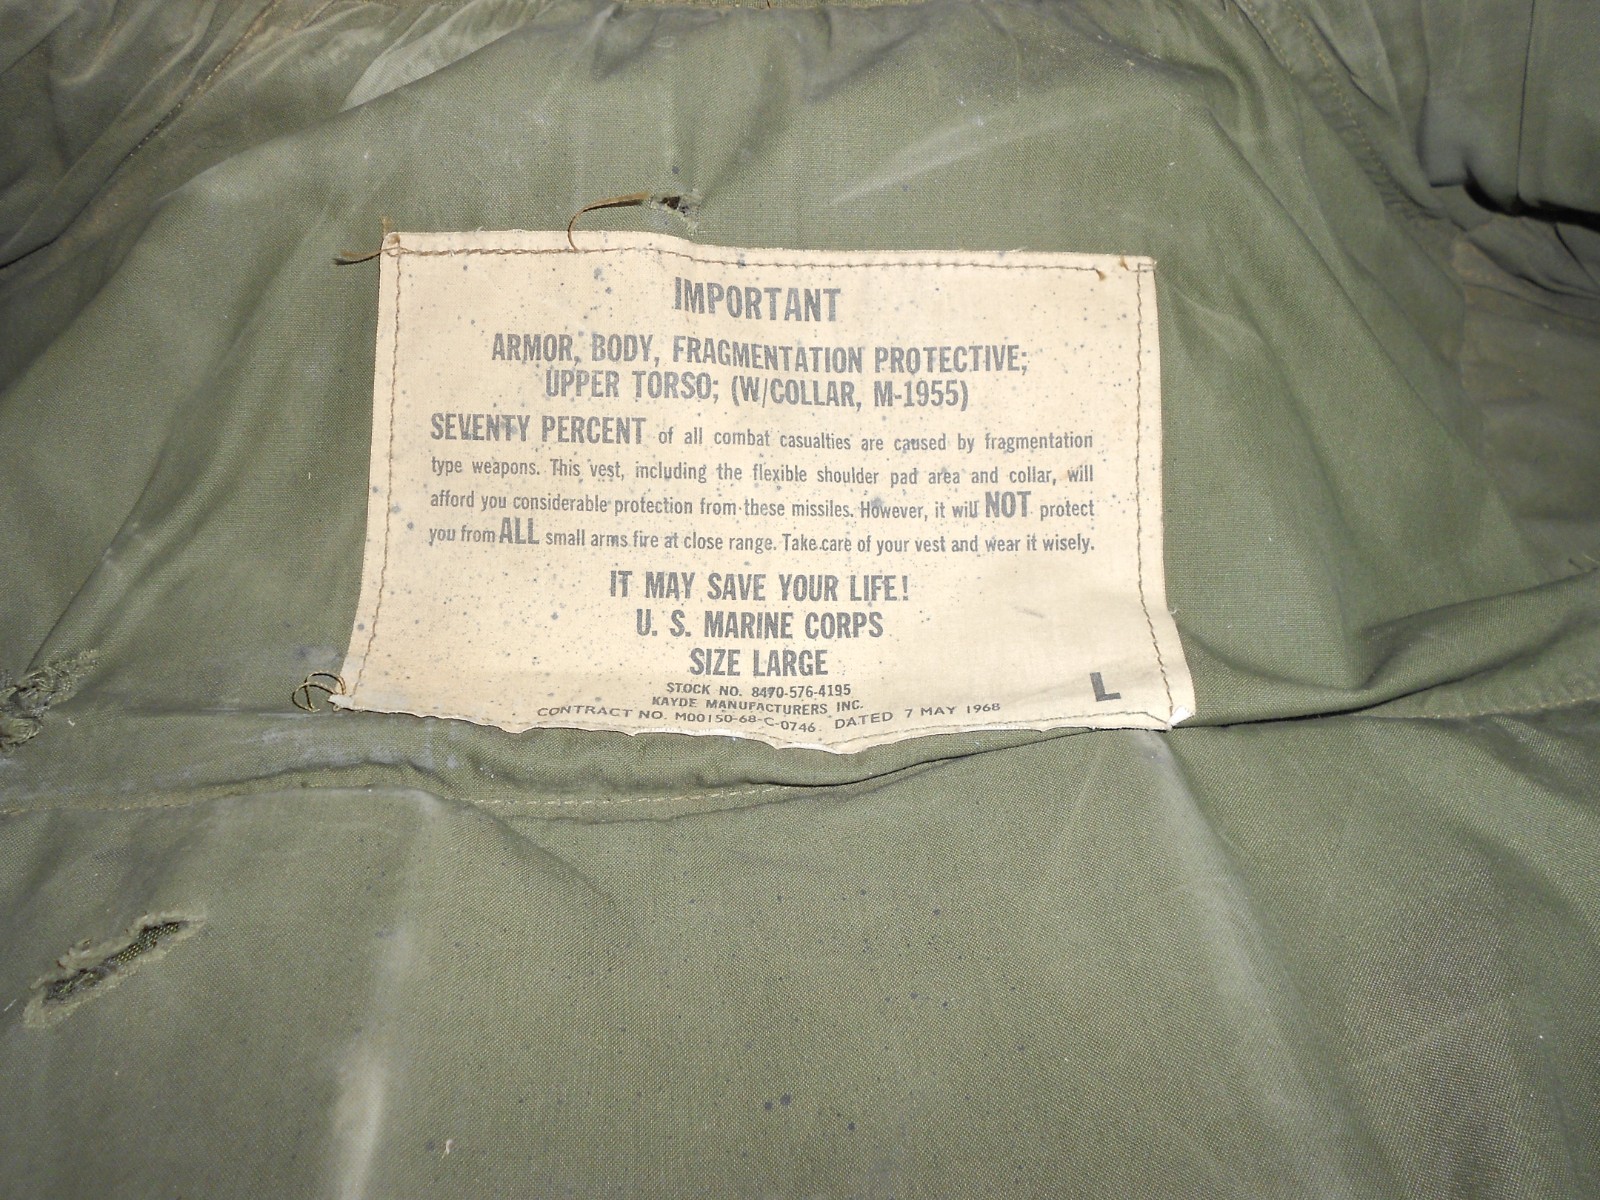 IMPORTANT
ARMOR, BODY, FRAGMENTATION PROTECTIVE;
UPPER TORSO; (W/COLLAR, M-1955)
SEVENTY PERCENT of all combat casualties are caused by fragmentation
type weapons. This vest, including the flexible shoulder pad area and collar, will
afford you considerable protection from these missiles. However, it will NOT protect
you from ALL small arms fire at close range. Take care of your vest and wear it wisely.
IT MAY SAVE YOUR LIFE!
U. S. MARINE CORPS
SIZE LARGE
STOCK NO. 8470-576-4195
KAYDE MANUFACTURERS INC.
CONTRACT NO. M00150-68-C-0746 DATED 7 MAY 1968
L